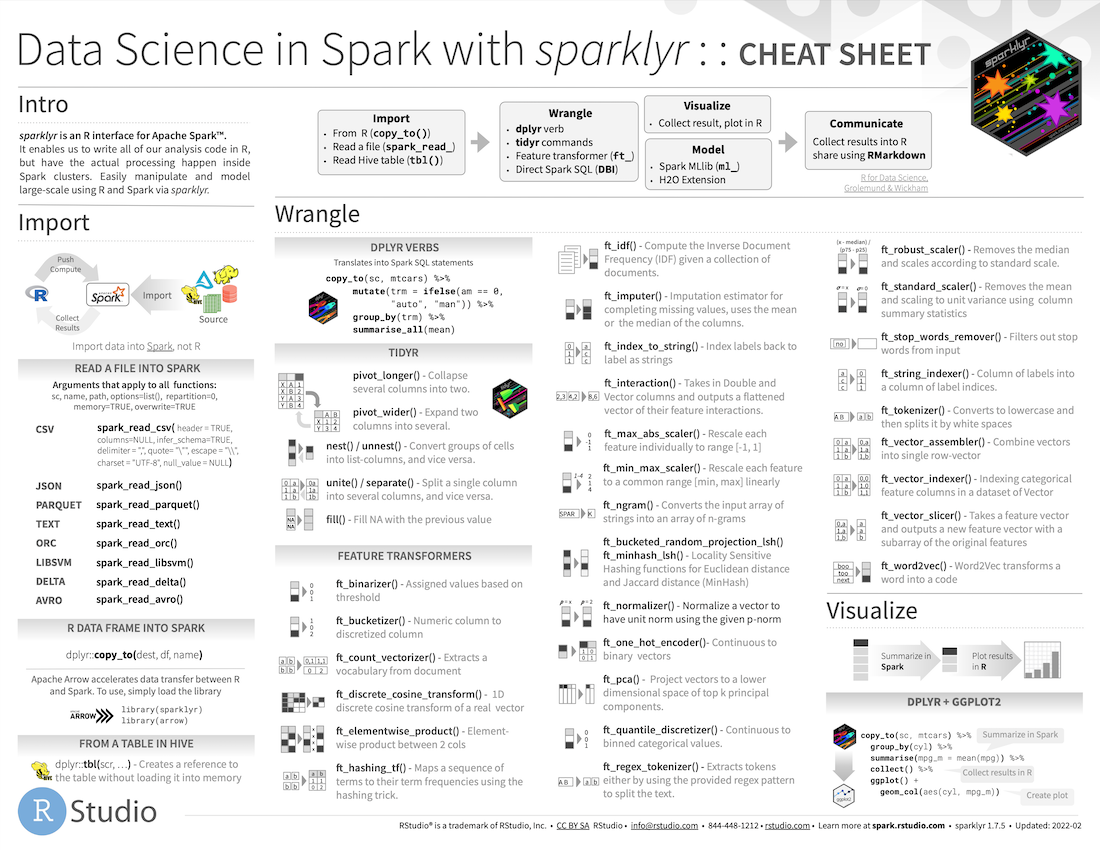 Data Science in Spark with sparklyr : : CHEAT SHEET
sparklyr
Intro
sparklyr is an R interface for Apache Spark™.
It enables us to write all of our analysis code in R,
but have the actual processing happen inside
Spark clusters. Easily manipulate and model
large-scale using R and Spark via sparklyr.
Import
• From R (copy_to())
• Read a file (spark_read_)
• Read Hive table (tbl())
Wrangle
• dplyr verb
• tidyr commands
• Feature transformer (ft_)
• Direct Spark SQL (DBI)
Visualize
• Collect result, plot in R
Model
• Spark MLlib (ml_)
• H2O Extension
Communicate
Collect results into R
share using RMarkdown
R for Data Science,
Grolemund & Wickham
Import
Push
Compute
R
Spark
Import
Collect
Results
Source
Import data into Spark, not R
READ A FILE INTO SPARK
Arguments that apply to all functions:
sc, name, path, options=list(), repartition=0,
memory=TRUE, overwrite=TRUE
CSV spark_read_csv( header = TRUE,
columns=NULL, infer_schema=TRUE,
delimiter = ",", quote= "\"", escape = "\\",
charset = "UTF-8", null_value = NULL)
JSON spark_read_json()
PARQUET spark_read_parquet()
TEXT spark_read_text()
ORC spark_read_orc()
LIBSVM spark_read_libsvm()
DELTA spark_read_delta()
AVRO spark_read_avro()
R DATA FRAME INTO SPARK
dplyr::copy_to(dest, df, name)
Apache Arrow accelerates data transfer between R
and Spark. To use, simply load the library
ARROW
library(sparklyr)
library(arrow)
FROM A TABLE IN HIVE
dplyr::tbl(scr, …) - Creates a reference to
the table without loading it into memory
R Studio
Wrangle
DPLYR VERBS
Translates into Spark SQL statements
copy_to(sc, mtcars) %>%
mutate(trm = ifelse(am == 0,
"auto", "man")) %>%
group_by(trm) %>%
summarise_all(mean)
TIDYR
pivot_longer() - Collapse
several columns into two.
pivot_wider() - Expand two
columns into several.
nest() / unnest() - Convert groups of cells
into list-columns, and vice versa.
unite() / separate() - Split a single column
into several columns, and vice versa.
fill() - Fill NA with the previous value
FEATURE TRANSFORMERS
ft_binarizer() - Assigned values based on
threshold
ft_bucketizer() - Numeric column to
discretized column
ft_count_vectorizer() - Extracts a
vocabulary from document
ft_discrete_cosine_transform() - 1D
discrete cosine transform of a real vector
ft_elementwise_product() - Element-
wise product between 2 cols
ft_hashing_tf() - Maps a sequence of
terms to their term frequencies using the
hashing trick.
ft_idf() - Compute the Inverse Document
Frequency (IDF) given a collection of
documents.
ft_imputer() - Imputation estimator for
completing missing values, uses the mean
or the median of the columns.
ft_index_to_string() - Index labels back to
label as strings
ft_interaction() - Takes in Double and
Vector columns and outputs a flattened
vector of their feature interactions.
ft_max_abs_scaler() - Rescale each
feature individually to range [-1, 1]
ft_min_max_scaler() - Rescale each feature
to a common range [min, max] linearly
ft_ngram() - Converts the input array of
strings into an array of n-grams
ft_bucketed_random_projection_lsh()
ft_minhash_lsh() - Locality Sensitive
Hashing functions for Euclidean distance
and Jaccard distance (MinHash)
ft_normalizer() - Normalize a vector to
have unit norm using the given p-norm
ft_one_hot_encoder() - Continuous to
binary vectors
ft_pca() - Project vectors to a lower
dimensional space of top k principal
components.
ft_quantile_discretizer() - Continuous to
binned categorical values.
ft_regex_tokenizer() - Extracts tokens
either by using the provided regex pattern
to split the text.
(x - median) /
(p75 - p25)
ft_robust_scaler() - Removes the median
and scales according to standard scale.
ft_standard_scaler() - Removes the mean
and scaling to unit variance using column
summary statistics
ft_stop_words_remover() - Filters out stop
words from input
ft_string_indexer() - Column of labels into
a column of label indices.
ft_tokenizer() - Converts to lowercase and
then splits it by white spaces
ft_vector_assembler() - Combine vectors
into single row-vector
ft_vector_indexer() - Indexing categorical
feature columns in a dataset of Vector
ft_vector_slicer() - Takes a feature vector
and outputs a new feature vector with a
subarray of the original features
ft_word2vec() - Word2Vec transforms a
word into a code
Visualize
Summarize in
Spark
Plot results
in R
DPLYR + GGPLOT2
copy_to(sc, mtcars) %>%
group_by(cyl) %>%
summarise(mpg_m = mean(mpg)) %>%
collect() %>%
ggplot() +
geom_col(aes(cyl, mpg_m))
Summarize in Spark
Collect results in R
Create plot
ggplot2
RStudio® is a trademark of RStudio, Inc. • CC BY SA RStudio • info@rstudio.com • 844-448-1212 • rstudio.com • Learn more at spark.rstudio.com • sparklyr 1.7.5 • Updated: 2022-02